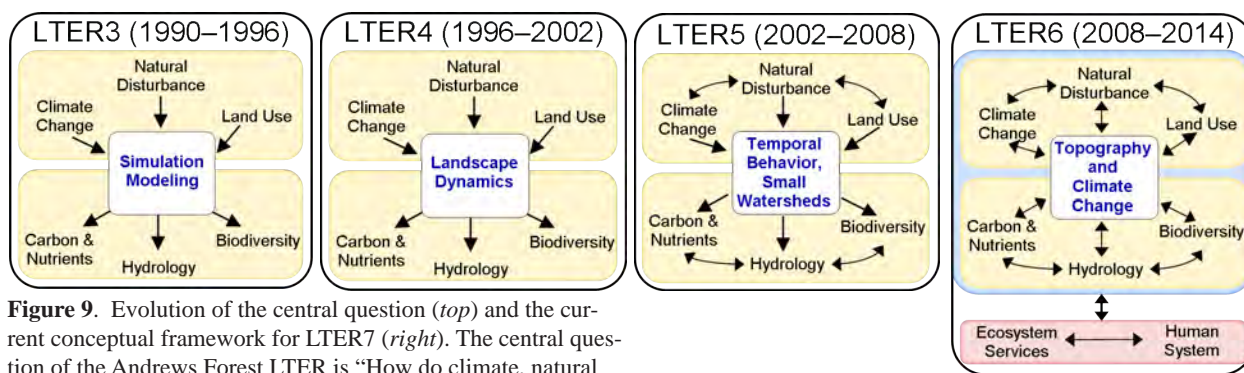 LTER3 (1990–1996)
Natural
Disturbance
Climate
Change
Land Use
Simulation
Modeling
Carbon &
Nutrients
Biodiversity
Hydrology
LTER4 (1996–2002)
Natural
Disturbance
Climate
Change
Land Use
Landscape
Dynamics
Carbon &
Nutrients
Biodiversity
Hydrology
LTER5 (2002–2008)
Natural
Disturbance
Climate
Change
Land Use
Temporal
Behavior,
Small
Watersheds
Carbon &
Nutrients
Biodiversity
Hydrology
LTER6 (2008–2014)
Natural
Disturbance
Climate
Change
Land Use
Topography
and
Climate
Change
Carbon &
Nutrients
Biodiversity
Hydrology
Ecosystem
Services
Human
System
Figure 9. Evolution of the central question (top) and the cur-
rent conceptual framework for LTER7 (right). The central ques-
tion of the Andrews Forest LTER is “How do climate, natural